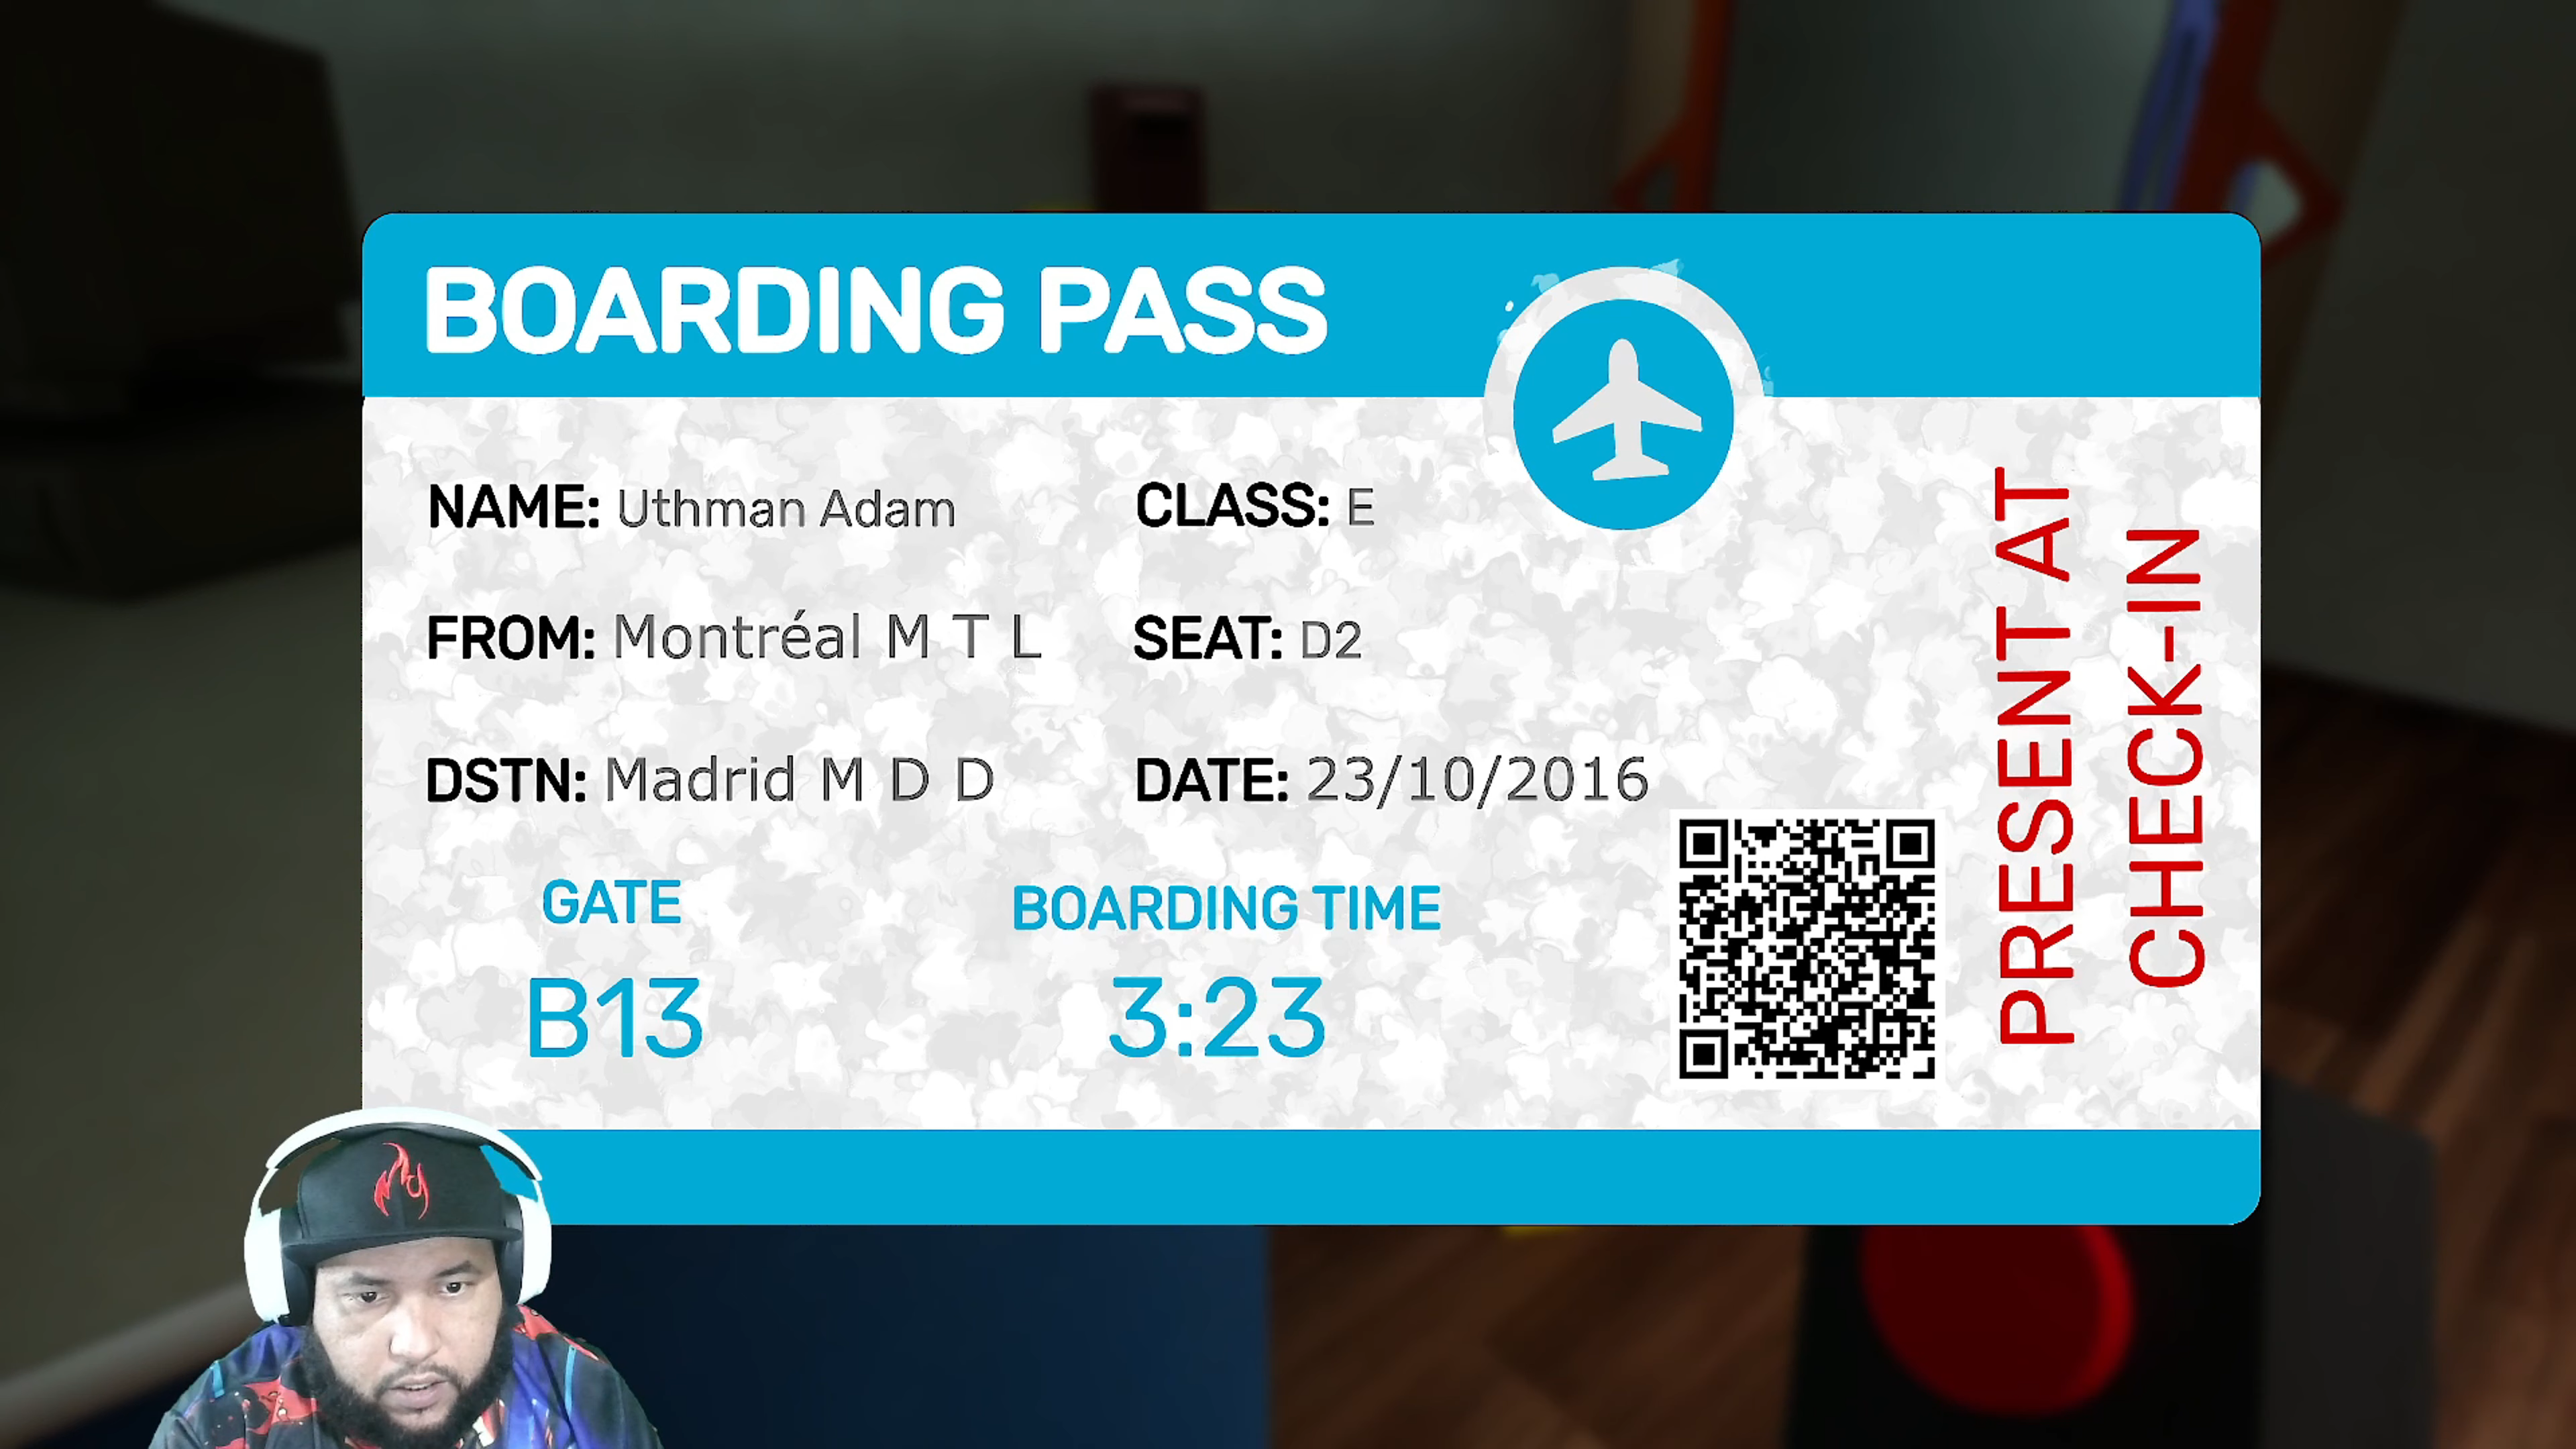 BOARDING PASS
NAME: Uthman Adam
CLASS: E
FROM: Montréal M T L
SEAT: D2
DSTN: Madrid M D D
DATE: 23/10/2016
GATE
BOARDING TIME
B13
3:23
PRESENT AT
CHECK-IN